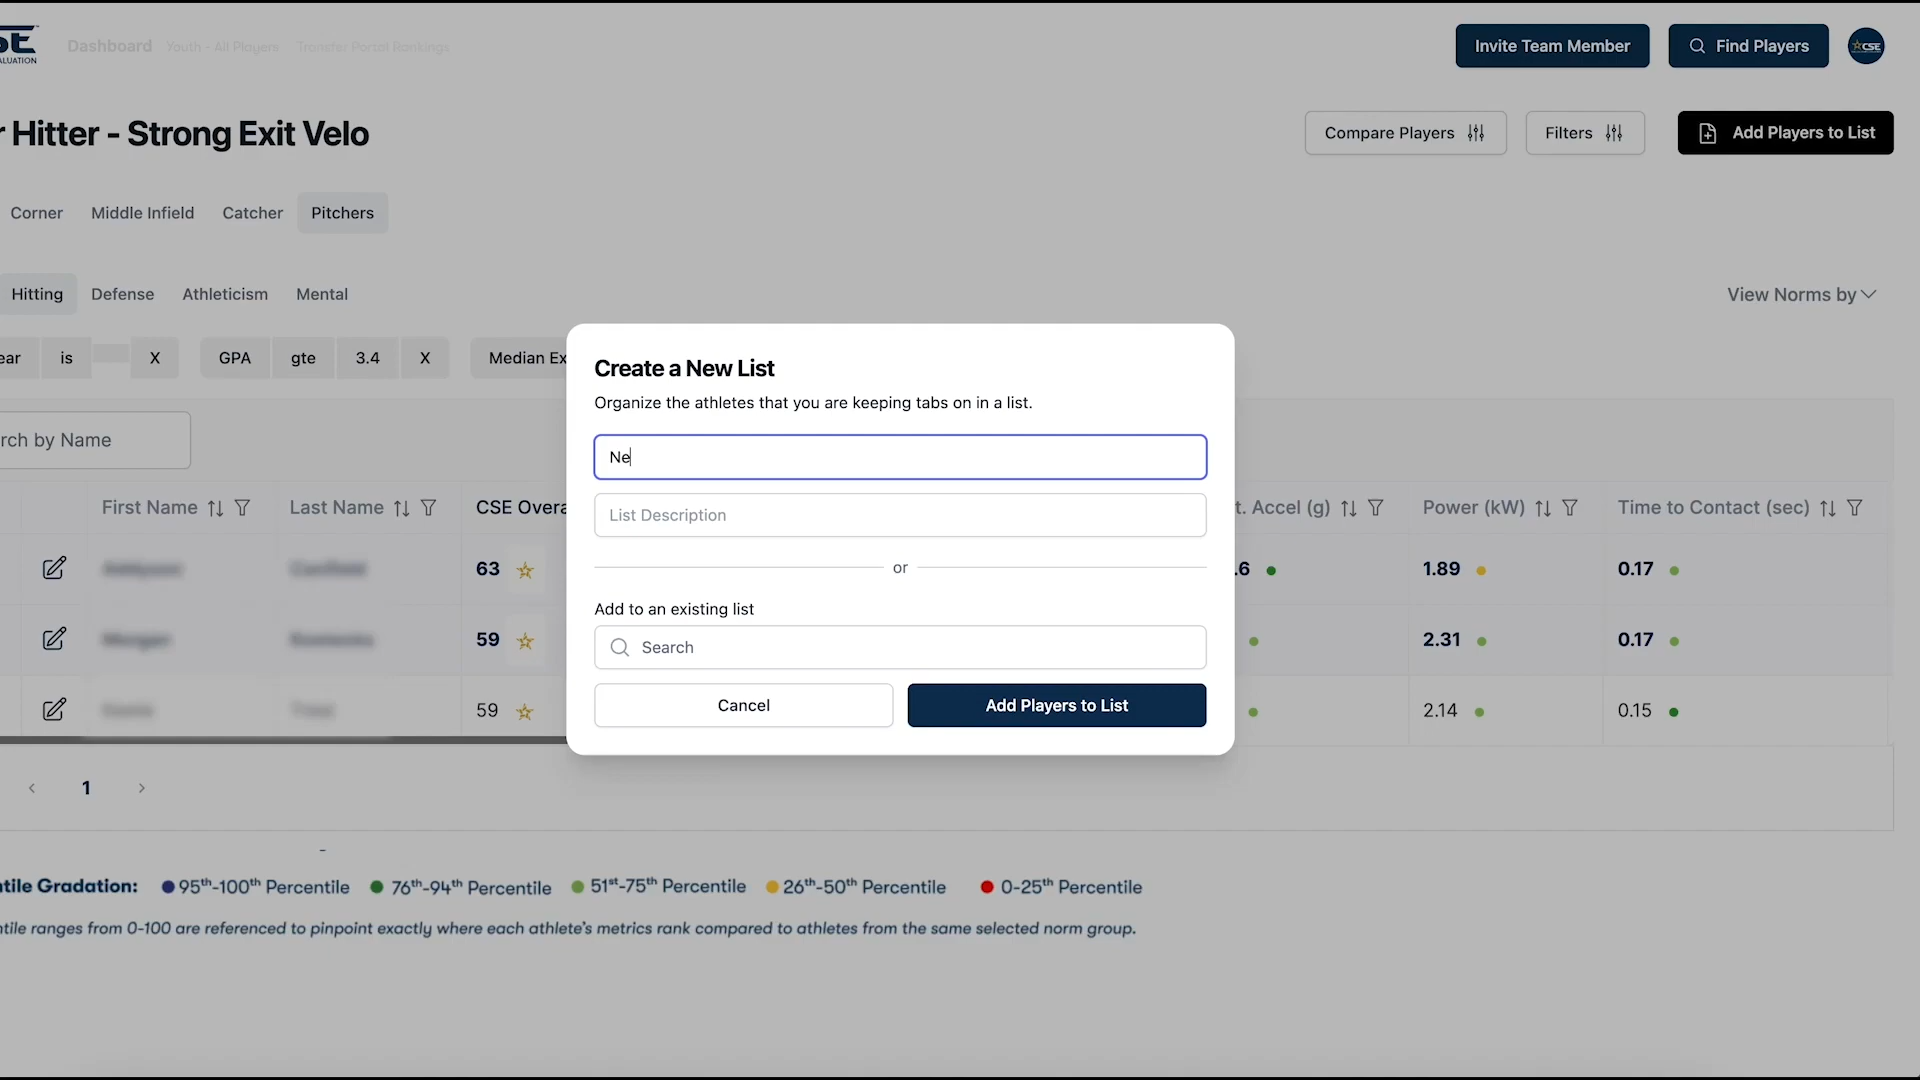 SE
ALUATION
Dashboard Youth - All Players Transfer Portal Rankings
Invite Team Member
Find Players
CSE
r Hitter - Strong Exit Velo
Compare Players
Filters
Add Players to List
Corner Middle Infield Catcher Pitchers
Hitting Defense Athleticism Mental
View Norms by
ear is X GPA gte 3.4 X Median Ex
Create a New List
Organize the athletes that you are keeping tabs on in a list.
Ne
List Description
or
Add to an existing list
Search
Cancel
Add Players to List
rch by Name
First Name Last Name CSE Overa t. Accel (g) Power (kW) Time to Contact (sec)
63 .6 1.89 0.17
59 2.31 0.17
59 2.14 0.15
< 1 >
ntile Gradation: 95th-100th Percentile 76th-94th Percentile 51st-75th Percentile 26th-50th Percentile 0-25th Percentile
ntile ranges from 0-100 are referenced to pinpoint exactly where each athlete's metrics rank compared to athletes from the same selected norm group.